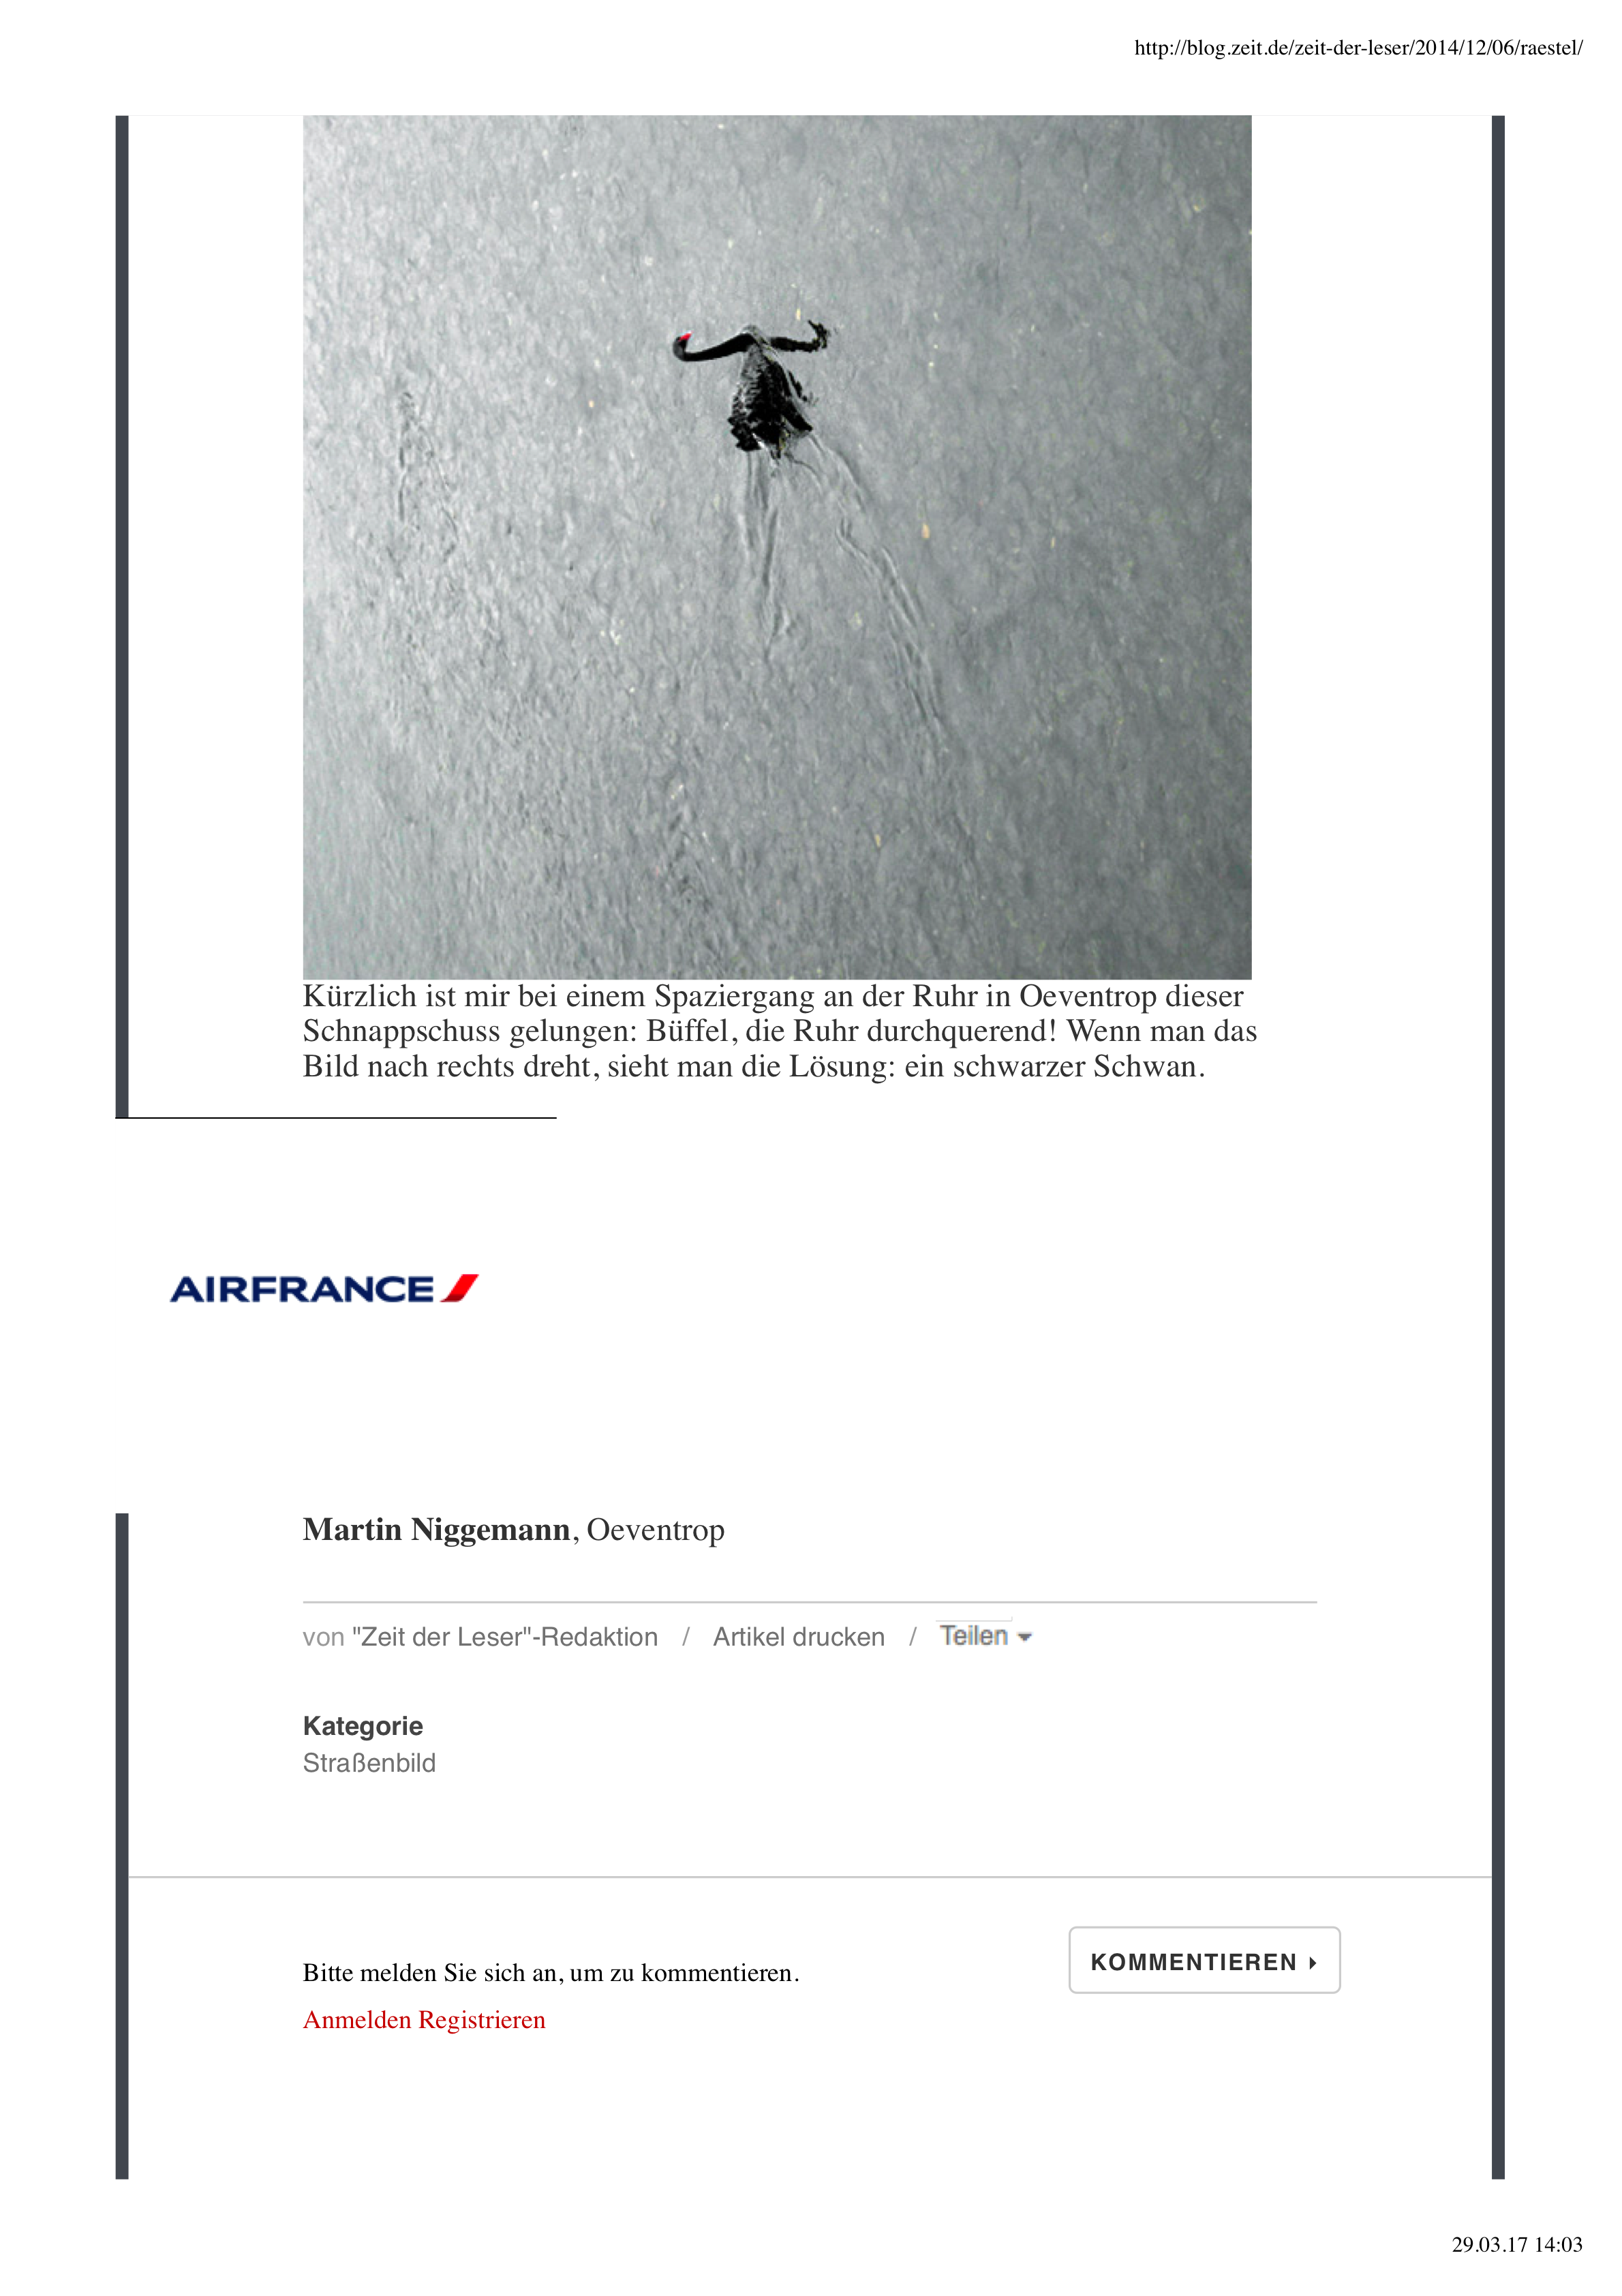 http://blog.zeit.de/zeit-der-leser/2014/12/06/raestel/
Kürzlich ist mir bei einem Spaziergang an der Ruhr in Oeventrop dieser
Schnappschuss gelungen: Büffel, die Ruhr durchquerend! Wenn man das
Bild nach rechts dreht, sieht man die Lösung: ein schwarzer Schwan.
AIRFRANCE
Martin Niggemann, Oeventrop
von "Zeit der Leser"-Redaktion / Artikel drucken / Teilen
Kategorie
Straßenbild
Bitte melden Sie sich an, um zu kommentieren.
KOMMENTIEREN
Anmelden Registrieren
29.03.17 14:03